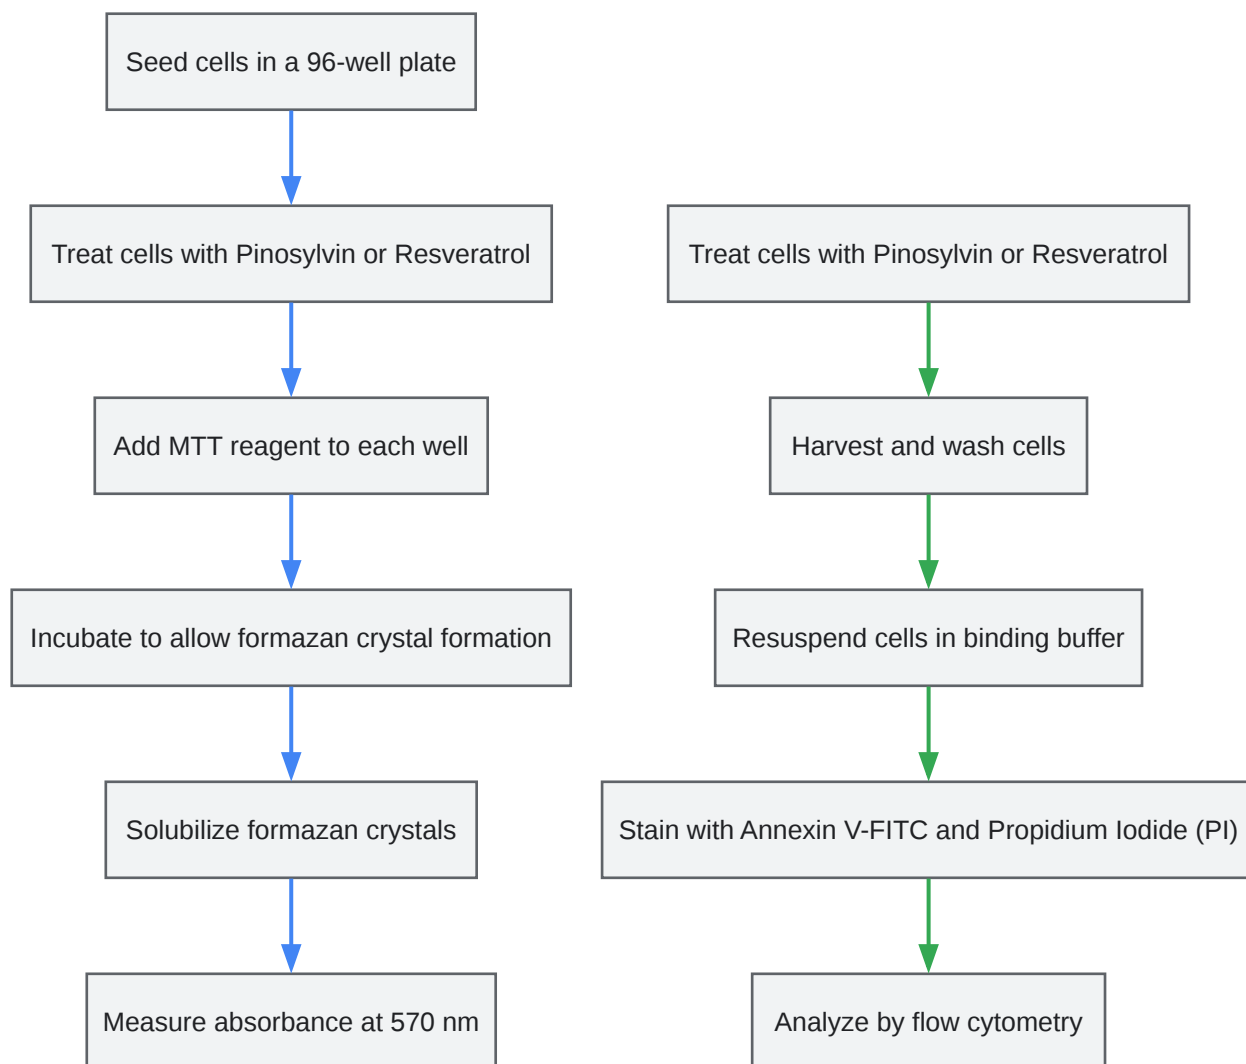 Seed cells in a 96-well plate
Treat cells with Pinosylvin or Resveratrol
Add MTT reagent to each well
Incubate to allow formazan crystal formation
Solubilize formazan crystals
Measure absorbance at 570 nm
Treat cells with Pinosylvin or Resveratrol
Harvest and wash cells
Resuspend cells in binding buffer
Stain with Annexin V-FITC and Propidium Iodide (PI)
Analyze by flow cytometry